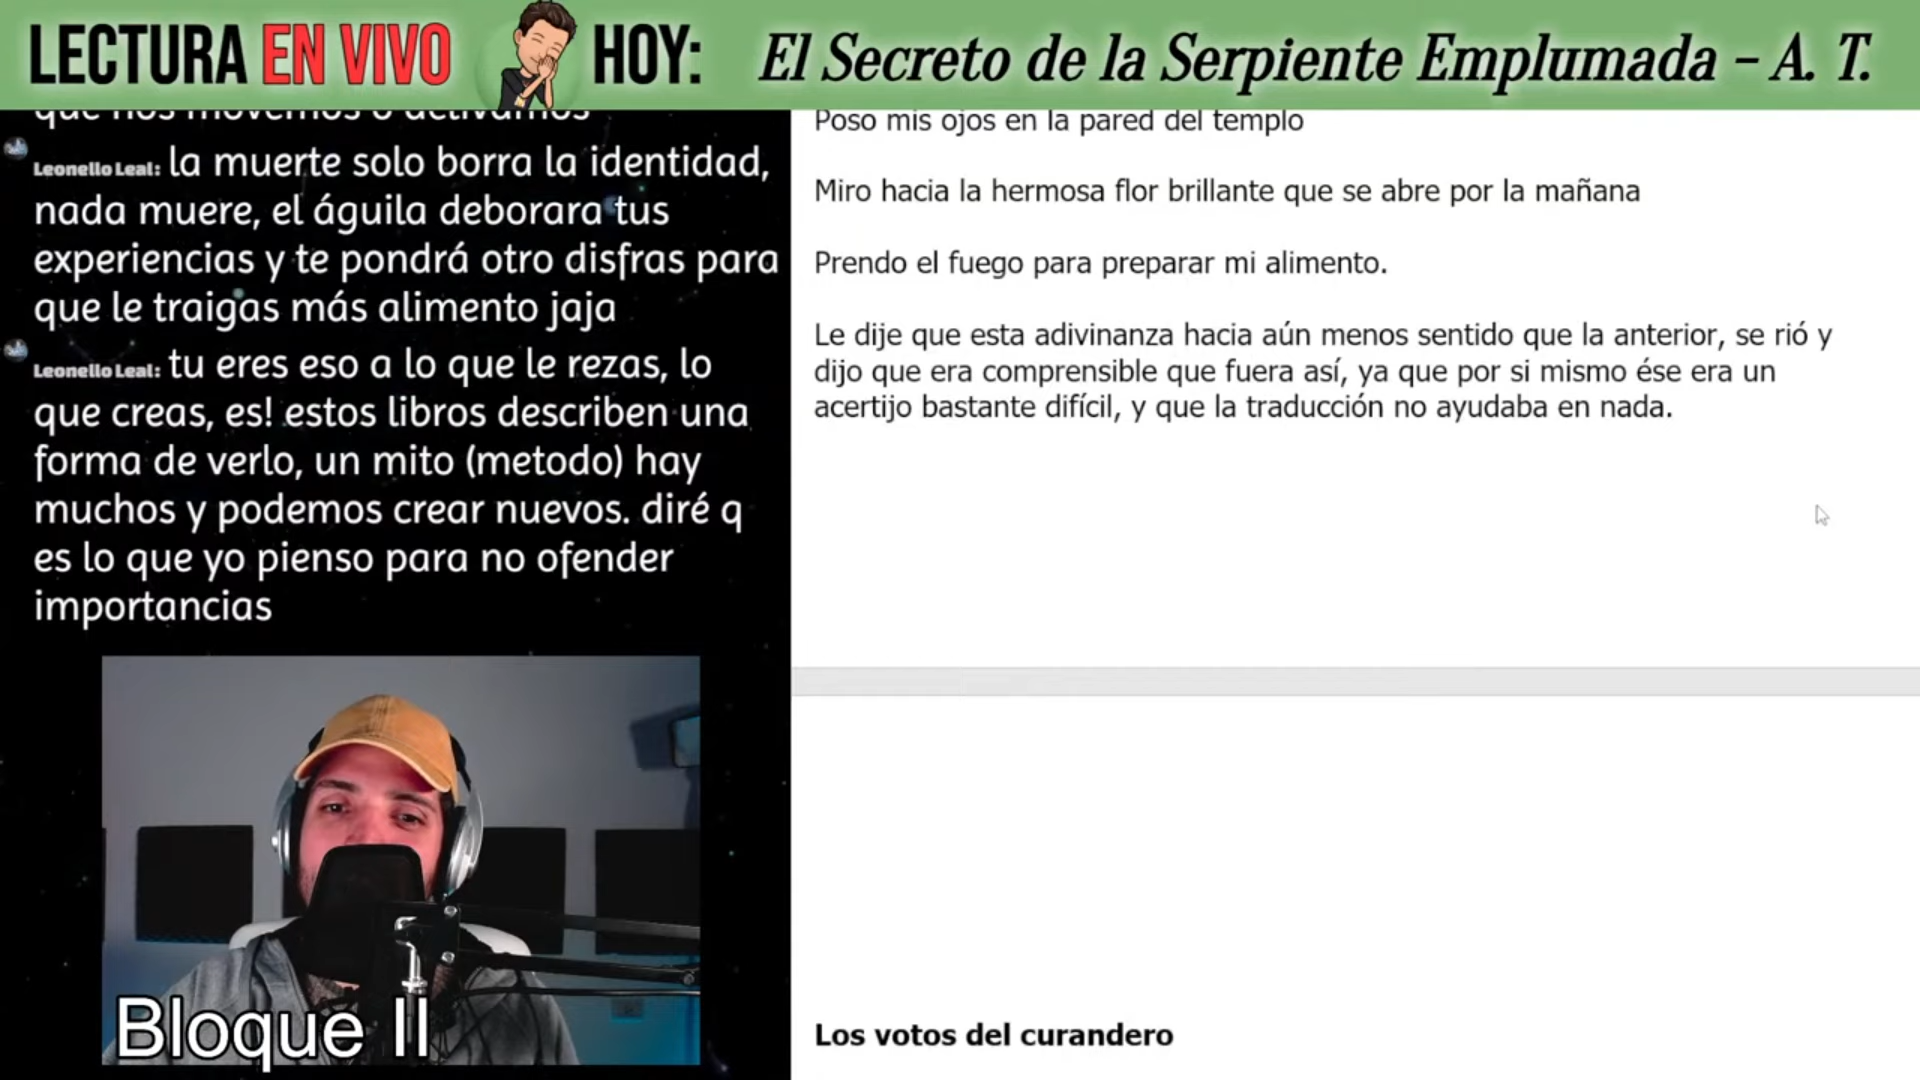 LECTURA EN VIVO HOY: El Secreto de la Serpiente Emplumada - A. T.
que nos movemos o activamos
Leonello Leal: la muerte solo borra la identidad,
nada muere, el águila deborara tus
experiencias y te pondrá otro disfras para
que le traigas más alimento jaja
Leonello Leal: tu eres eso a lo que le rezas, lo
que creas, es! estos libros describen una
forma de verlo, un mito (metodo) hay
muchos y podemos crear nuevos. diré q
es lo que yo pienso para no ofender
importancias
Bloque II
Poso mis ojos en la pared del templo
Miro hacia la hermosa flor brillante que se abre por la mañana
Prendo el fuego para preparar mi alimento.
Le dije que esta adivinanza hacia aún menos sentido que la anterior, se rió y
dijo que era comprensible que fuera así, ya que por si mismo ése era un
acertijo bastante difícil, y que la traducción no ayudaba en nada.
Los votos del curandero